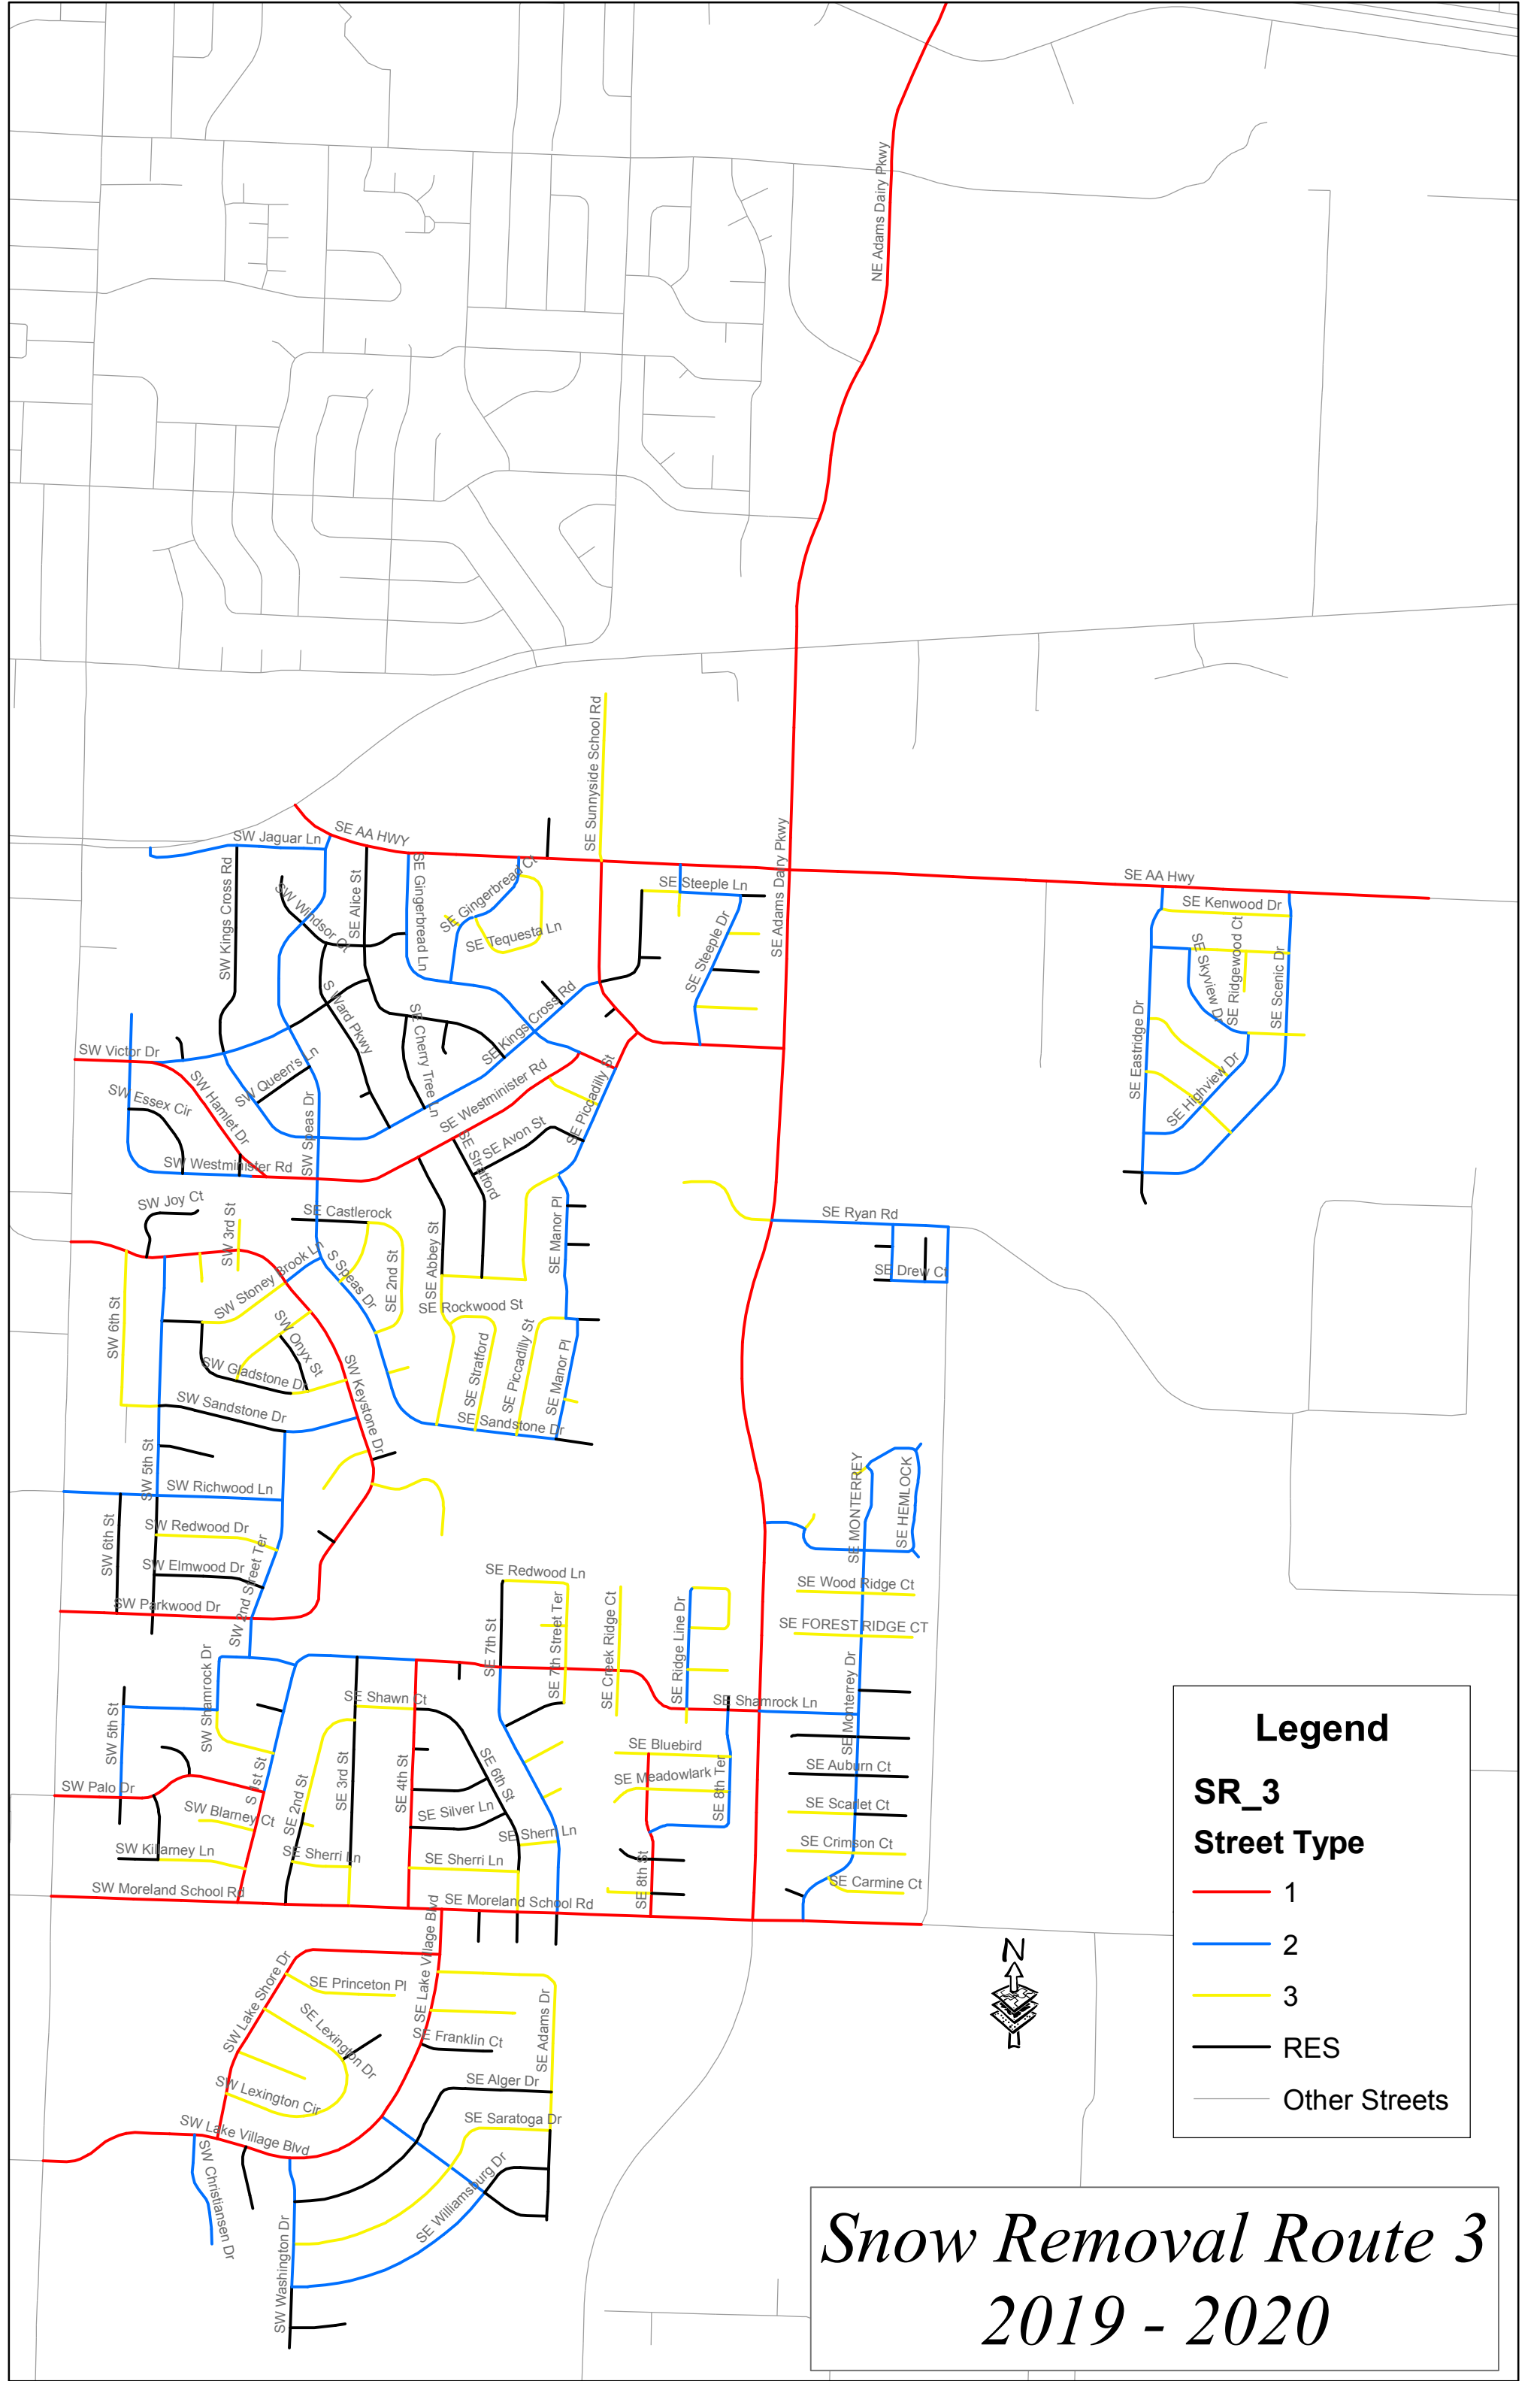 NE Adams Dairy Pkwy
SE Sunnyside School Rd
SE Adams Dairy Pkwy
SE AA HWY
SW Jaguar Ln
SE AA Hwy
SW Kings Cross Rd
SW Windsor Ct
SE Alice St
SE Gingerbread Ln
SE Gingerbread Ct
SE Tequesta Ln
SE Steeple Ln
SE Steeple Dr
SE Kenwood Dr
SE Skyview Dr
SE Ridgewood Ct
SE Scenic Dr
SE Eastridge Dr
SE Highview Dr
S Ward Pkwy
SE Cherry Tree Ln
SE Kings Cross Rd
SW Victor Dr
SW Queen's Ln
SW Essex Cir
SW Hamlet Dr
SW Speas Dr
SE Westminister Rd
SE Piccadilly St
SE Avon St
SE Stratford
SW Westminister Rd
SW Joy Ct
SW 3rd St
SE Castlerock
SE Abbey St
SE Manor Pl
SE Ryan Rd
SE Drew Ct
SW Stoney Brook Ln
S Speas Dr
SE 2nd St
SW 6th St
SE Rockwood St
SW Onyx St
SW Gladstone Dr
SW Keystone Dr
SE Stratford
SE Piccadilly St
SE Manor Pl
SW Sandstone Dr
SE Sandstone Dr
SW 5th St
SW Richwood Ln
SE MONTERREY
SE HEMLOCK
SW 6th St
SW Redwood Dr
SW Elmwood Dr
SW 2nd Street Ter
SW Parkwood Dr
SE Redwood Ln
SE 7th St
SE 7th Street Ter
SE Creek Ridge Ct
SE Ridge Line Dr
SE Wood Ridge Ct
SE FOREST RIDGE CT
SE Monterrey Dr
SW Shamrock Dr
SE Shamrock Ln
SW 5th St
SE Shawn Ct
SE Bluebird
SE Meadowlark
SE 8th Ter
SE Auburn Ct
SE Scarlet Ct
SE Crimson Ct
SE Carmine Ct
SW Palo Dr
S 1st St
SE 2nd St
SE 3rd St
SE 4th St
SE 6th St
SE Silver Ln
SW Blarney Ct
SW Killarney Ln
SE Sherri Ln
SE Sherri Ln
SE Sherri Ln
SE 8th St
SW Moreland School Rd
SE Moreland School Rd
SE Lake Village Blvd
SW Lake Shore Dr
SE Princeton Pl
SE Lexington Dr
SE Franklin Ct
SE Adams Dr
SE Alger Dr
SW Lexington Cir
SE Saratoga Dr
SW Lake Village Blvd
SW Christiansen Dr
SE Williamsburg Dr
SW Washington Dr
Legend
SR_3
Street Type
1
2
3
RES
Other Streets
N
Snow Removal Route 3
2019 - 2020